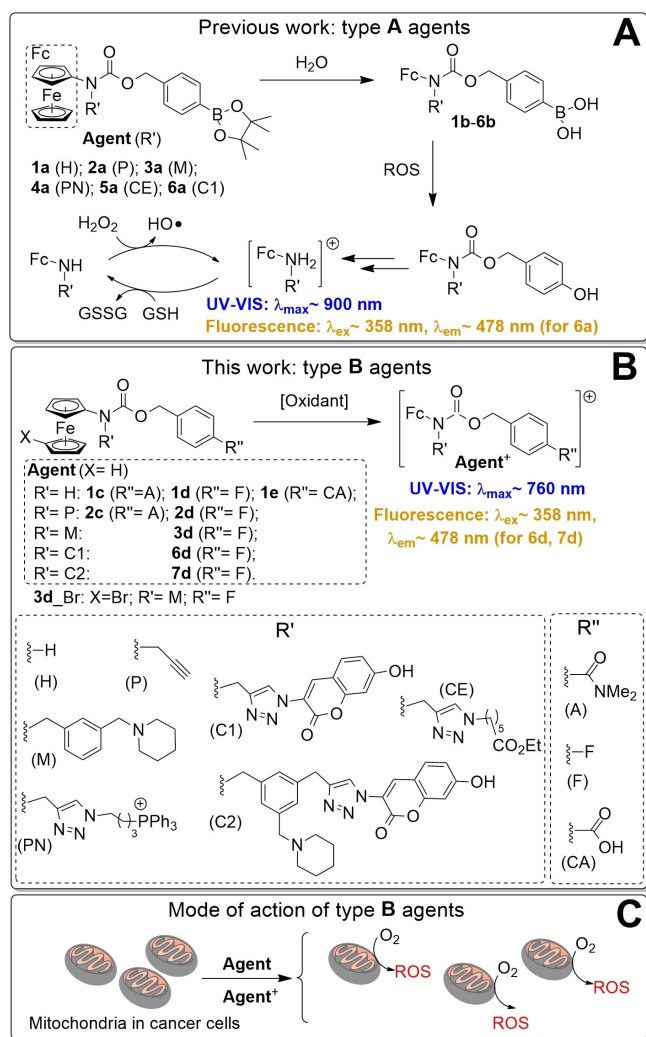 Previous work: type A agents
A
Fc
Fe
N
R'
O
O
B
O
O
H2O
Fc
N
R'
O
O
B
OH
OH
Agent (R')
1b-6b
1a (H); 2a (P); 3a (M);
4a (PN); 5a (CE); 6a (C1)
ROS
H2O2
HO•
Fc
NH
R'
GSSG
GSH
Fc
NH2
R'
⊕
Fc
N
R'
O
O
OH
UV-VIS: λmax~ 900 nm
Fluorescence: λex~ 358 nm, λem~ 478 nm (for 6a)
This work: type B agents
B
X
Fe
N
R'
O
O
R''
[Oxidant]
Fc
N
R'
O
O
R''
⊕
Agent+
Agent (X= H)
R'= H: 1c (R''=A) 1d (R''= F); 1e (R''= CA);
R'= P: 2c (R''= A); 2d (R''= F);
R'= M: 3d (R''= F);
R'= C1: 6d (R''= F);
R'= C2: 7d (R''= F).
3d_Br: X=Br; R'= M; R''= F
UV-VIS: λmax~ 760 nm
Fluorescence: λex~ 358 nm,
λem~ 478 nm (for 6d, 7d)
R'
H
(H)
(P)
N
N=N
O
O
OH
(C1)
(CE)
N
N=N
5
CO2Et
N
(M)
N
N=N
3
PPh3
⊕
(PN)
N
N=N
O
O
OH
(C2)
N
R''
O
NMe2
(A)
F
(F)
O
OH
(CA)
C
Mode of action of type B agents
Agent
Agent+
Mitochondria in cancer cells
O2
ROS
O2
ROS
O2
ROS